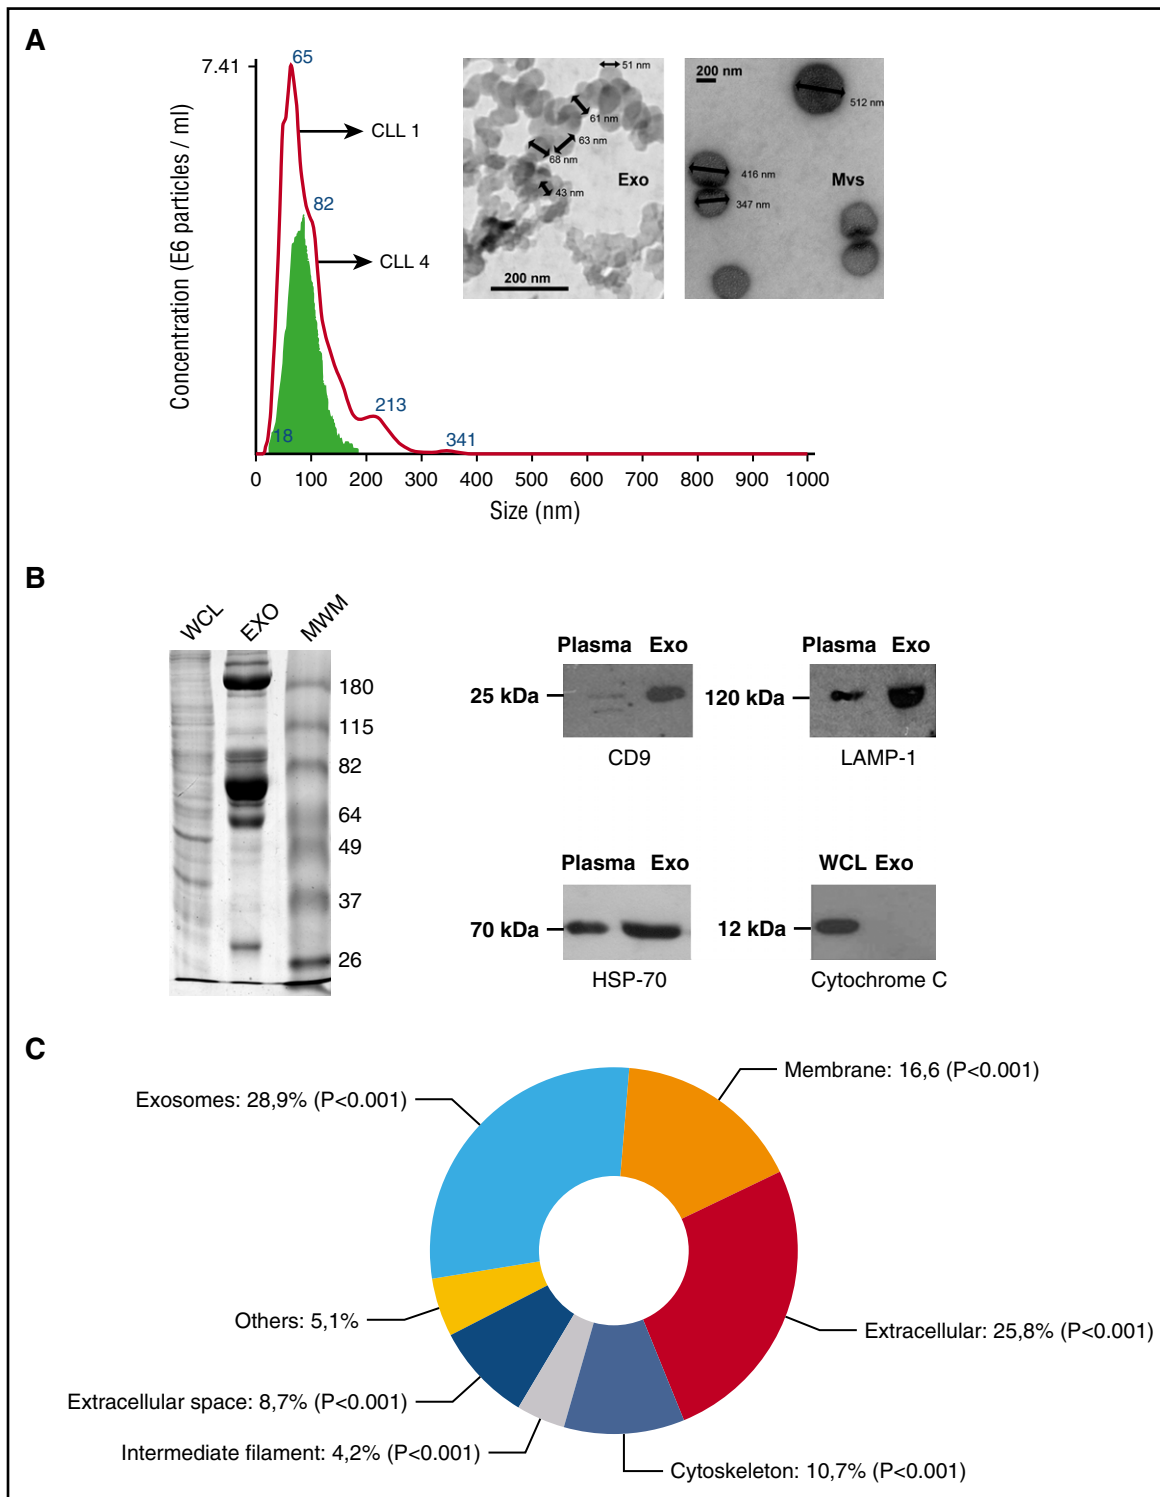 A
7.41
65
CLL 1
82
CLL 4
213
341
18
Concentration (E6 particles / ml)
0 100 200 300 400 500 600 700 800 900 1000
Size (nm)
51 nm
61 nm
63 nm
68 nm
43 nm
Exo
200 nm
200 nm
512 nm
416 nm
347 nm
Mvs
B
WCL EXO MWM
180
115
82
64
49
37
26
Plasma Exo
25 kDa
CD9
Plasma Exo
120 kDa
LAMP-1
Plasma Exo
70 kDa
HSP-70
WCL Exo
12 kDa
Cytochrome C
C
Membrane: 16,6 (P<0.001)
Exosomes: 28,9% (P<0.001)
Others: 5,1%
Extracellular: 25,8% (P<0.001)
Extracellular space: 8,7% (P<0.001)
Intermediate filament: 4,2% (P<0.001)
Cytoskeleton: 10,7% (P<0.001)